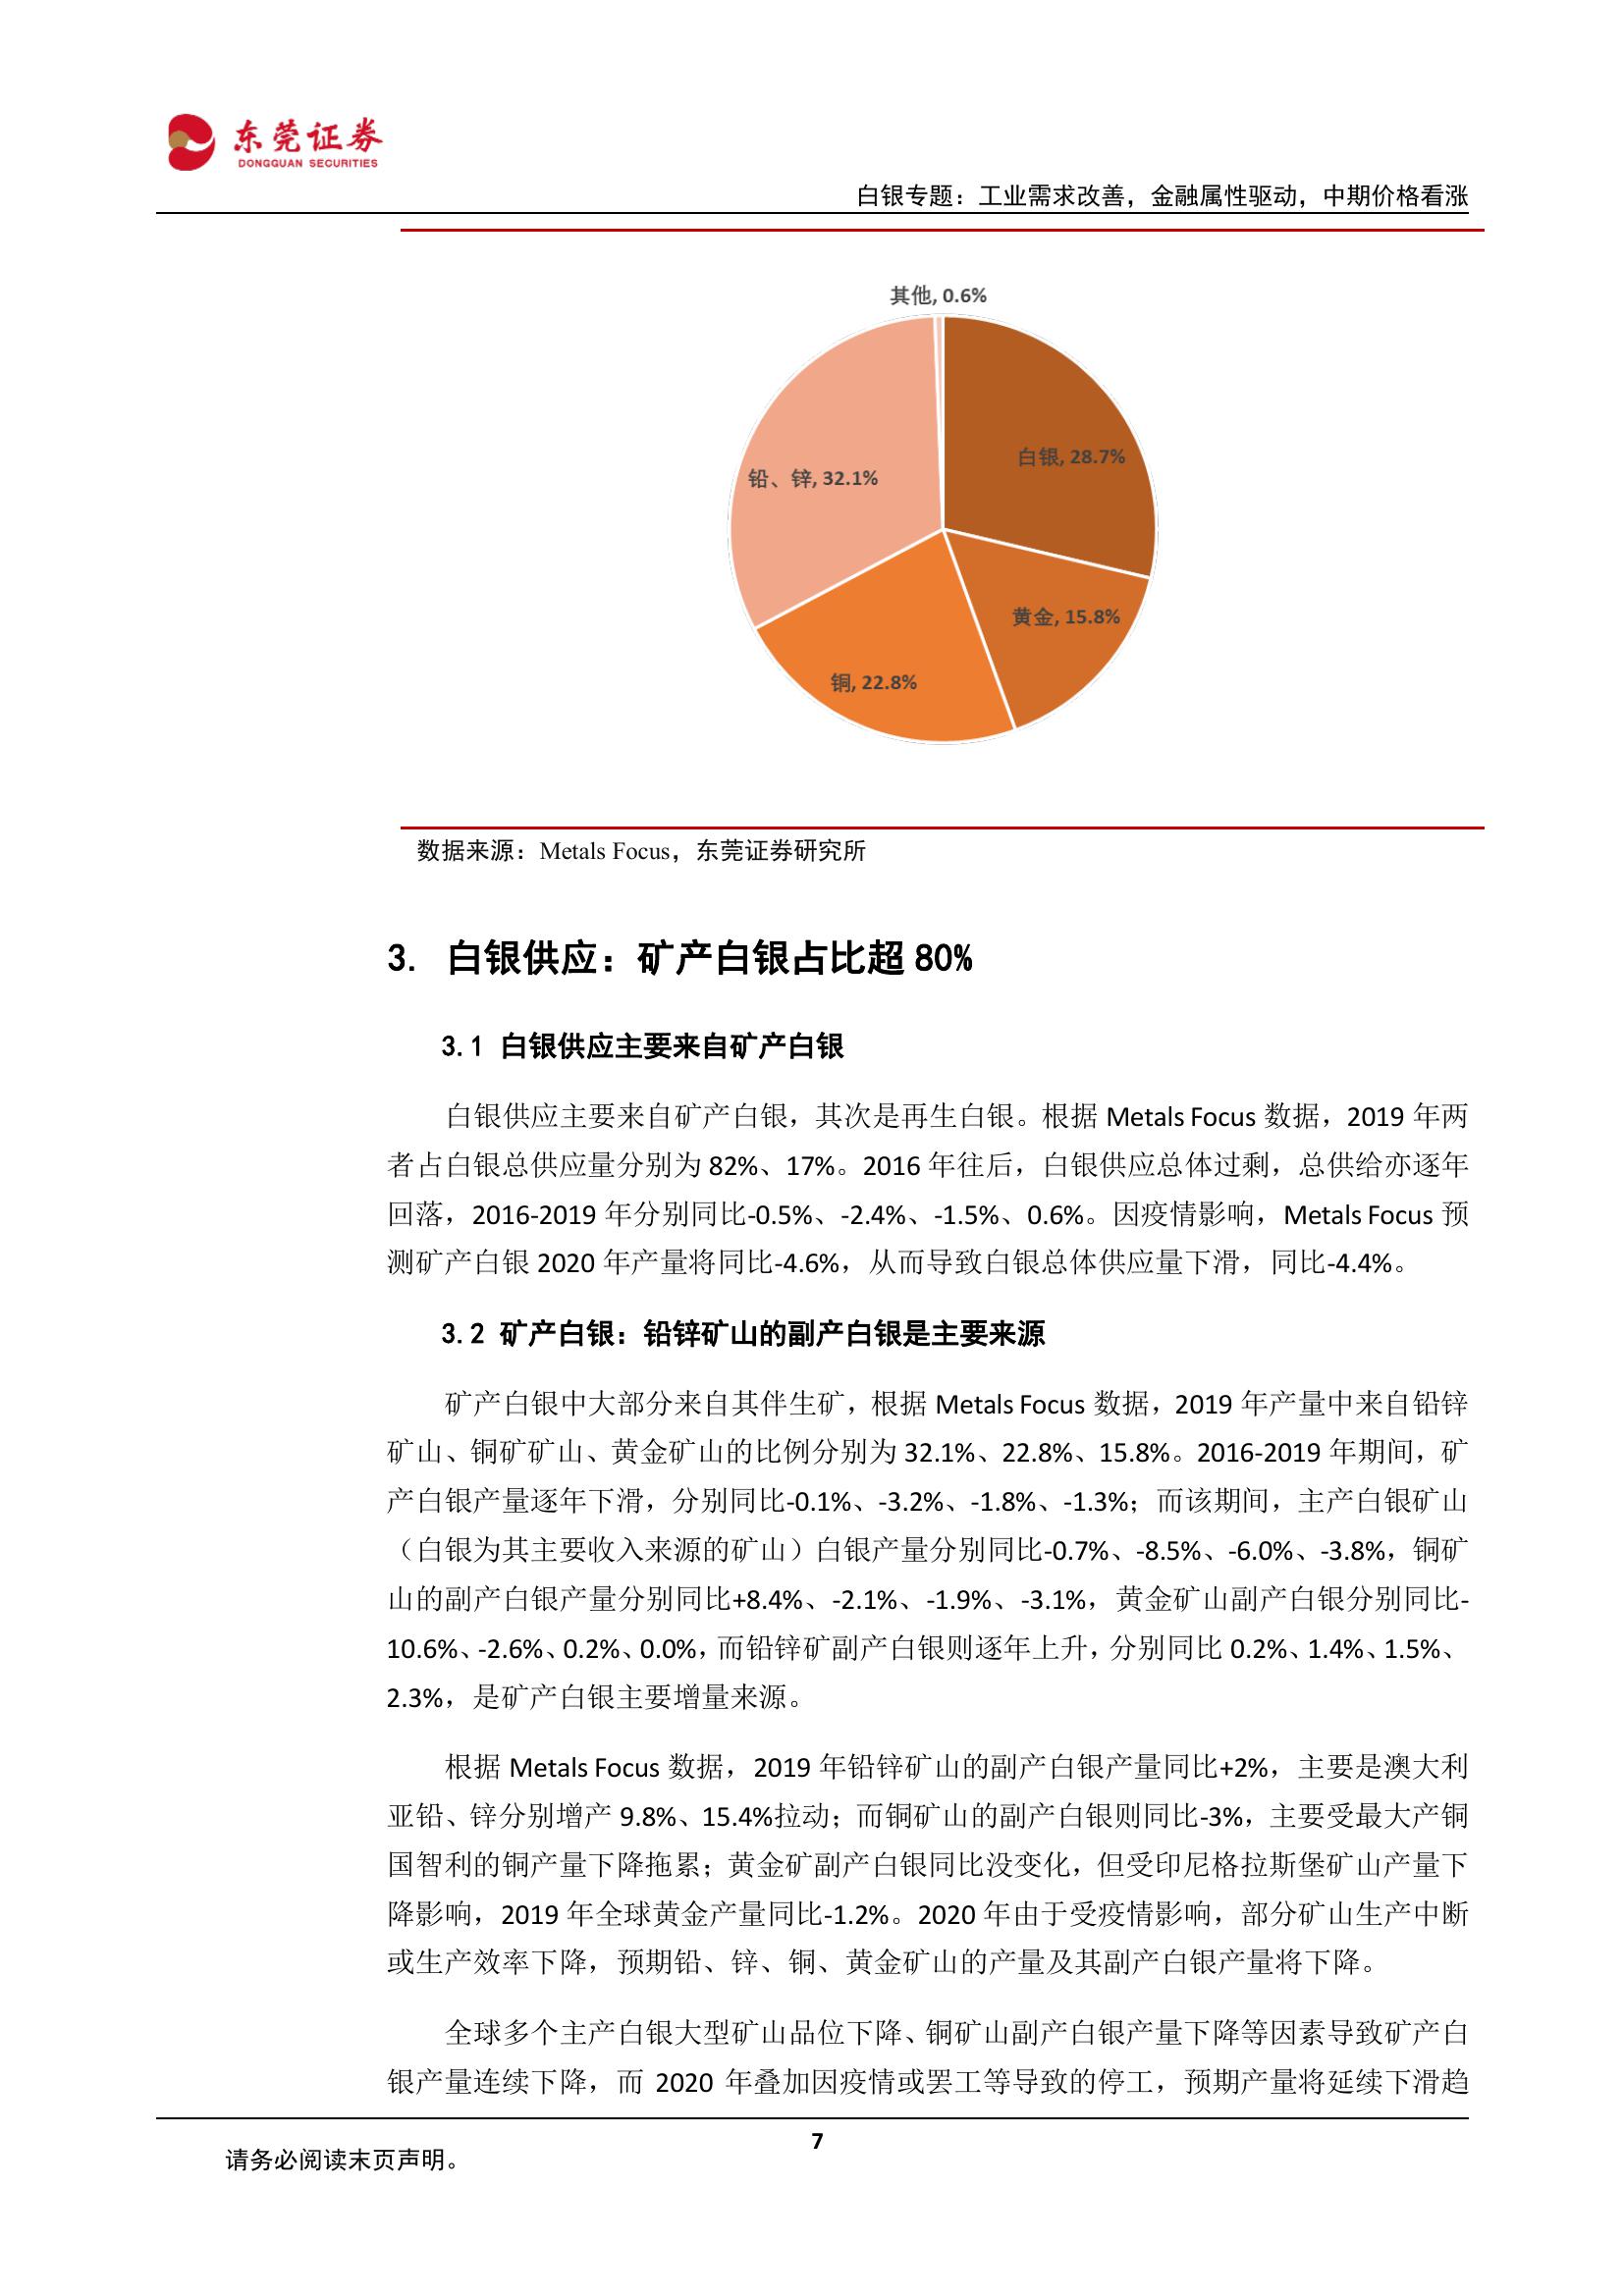 东莞证券
DONGGUAN SECURITIES
白银专题：工业需求改善，金融属性驱动，中期价格看涨
其他, 0.6%
白银, 28.7%
铅、锌, 32.1%
黄金, 15.8%
铜, 22.8%
数据来源：Metals Focus，东莞证券研究所
3. 白银供应：矿产白银占比超 80%
3.1 白银供应主要来自矿产白银
白银供应主要来自矿产白银，其次是再生白银。根据 Metals Focus 数据，2019 年两
者占白银总供应量分别为 82%、17%。2016 年往后，白银供应总体过剩，总供给亦逐年
回落，2016-2019 年分别同比-0.5%、-2.4%、-1.5%、0.6%。因疫情影响，Metals Focus 预
测矿产白银 2020 年产量将同比-4.6%，从而导致白银总体供应量下滑，同比-4.4%。
3.2 矿产白银：铅锌矿山的副产白银是主要来源
矿产白银中大部分来自其伴生矿，根据 Metals Focus 数据，2019 年产量中来自铅锌
矿山、铜矿矿山、黄金矿山的比例分别为 32.1%、22.8%、15.8%。2016-2019 年期间，矿
产白银产量逐年下滑，分别同比-0.1%、-3.2%、-1.8%、-1.3%；而该期间，主产白银矿山
（白银为其主要收入来源的矿山）白银产量分别同比-0.7%、-8.5%、-6.0%、-3.8%，铜矿
山的副产白银产量分别同比+8.4%、-2.1%、-1.9%、-3.1%，黄金矿山副产白银分别同比-
10.6%、-2.6%、0.2%、0.0%，而铅锌矿副产白银则逐年上升，分别同比 0.2%、1.4%、1.5%、
2.3%，是矿产白银主要增量来源。
根据 Metals Focus 数据，2019 年铅锌矿山的副产白银产量同比+2%，主要是澳大利
亚铅、锌分别增产 9.8%、15.4%拉动；而铜矿山的副产白银则同比-3%，主要受最大产铜
国智利的铜产量下降拖累；黄金矿副产白银同比没变化，但受印尼格拉斯堡矿山产量下
降影响，2019 年全球黄金产量同比-1.2%。2020 年由于受疫情影响，部分矿山生产中断
或生产效率下降，预期铅、锌、铜、黄金矿山的产量及其副产白银产量将下降。
全球多个主产白银大型矿山品位下降、铜矿山副产白银产量下降等因素导致矿产白
银产量连续下降，而 2020 年叠加因疫情或罢工等导致的停工，预期产量将延续下滑趋
7
请务必阅读末页声明。